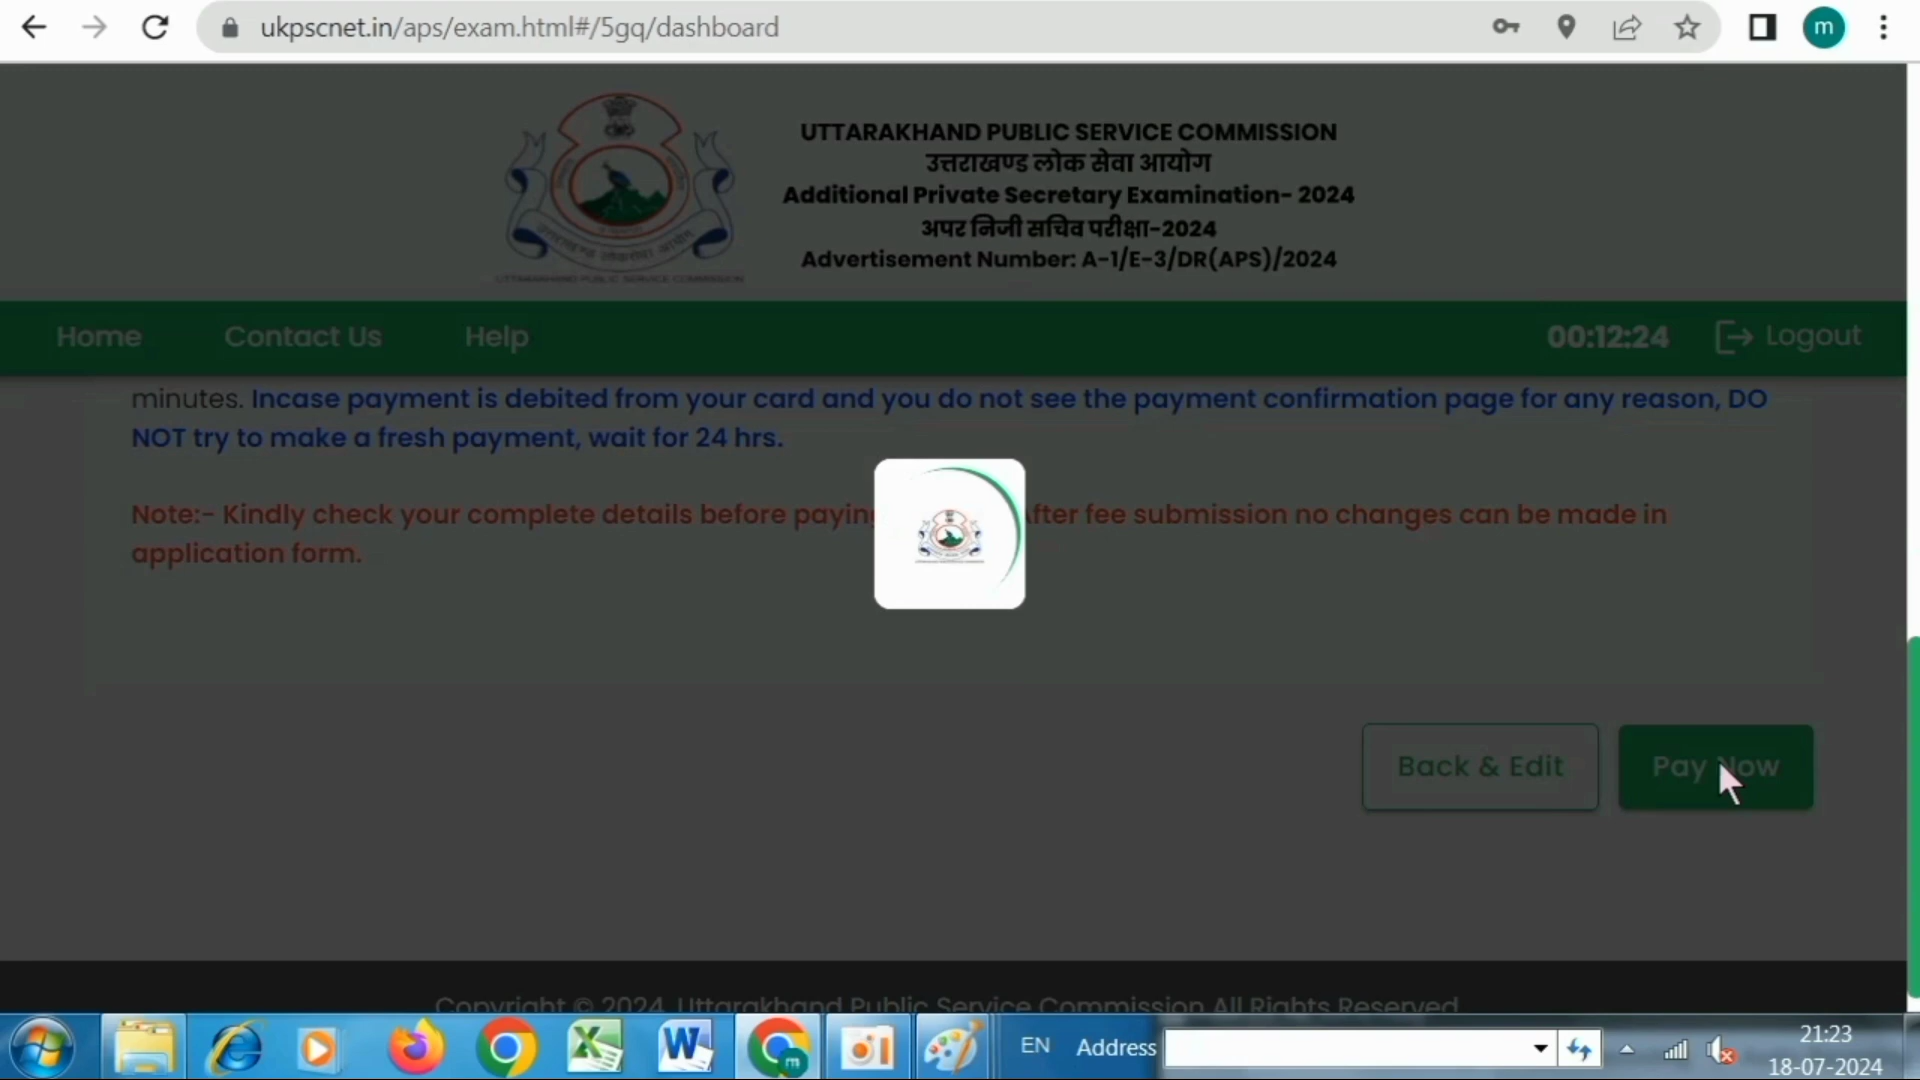 ukpscnet.in/aps/exam.html#/5gq/dashboard
m
UTTARAKHAND PUBLIC SERVICE COMMISSION
उत्तराखण्ड लोक सेवा आयोग
Additional Private Secretary Examination- 2024
अपर निजी सचिव परीक्षा-2024
Advertisement Number: A-1/E-3/DR(APS)/2024
UTTARAKHAND PUBLIC SERVICE COMMISSION
Home Contact Us Help 00:12:24 Logout
minutes. Incase payment is debited from your card and you do not see the payment confirmation page for any reason, DO
NOT try to make a fresh payment, wait for 24 hrs.
Note:- Kindly check your complete details before paying fter fee submission no changes can be made in
application form.
Back & Edit Pay Now
Copyright © 2024, Uttarakhand Public Service Commission All Rights Reserved
EN Address 21:23
18-07-2024